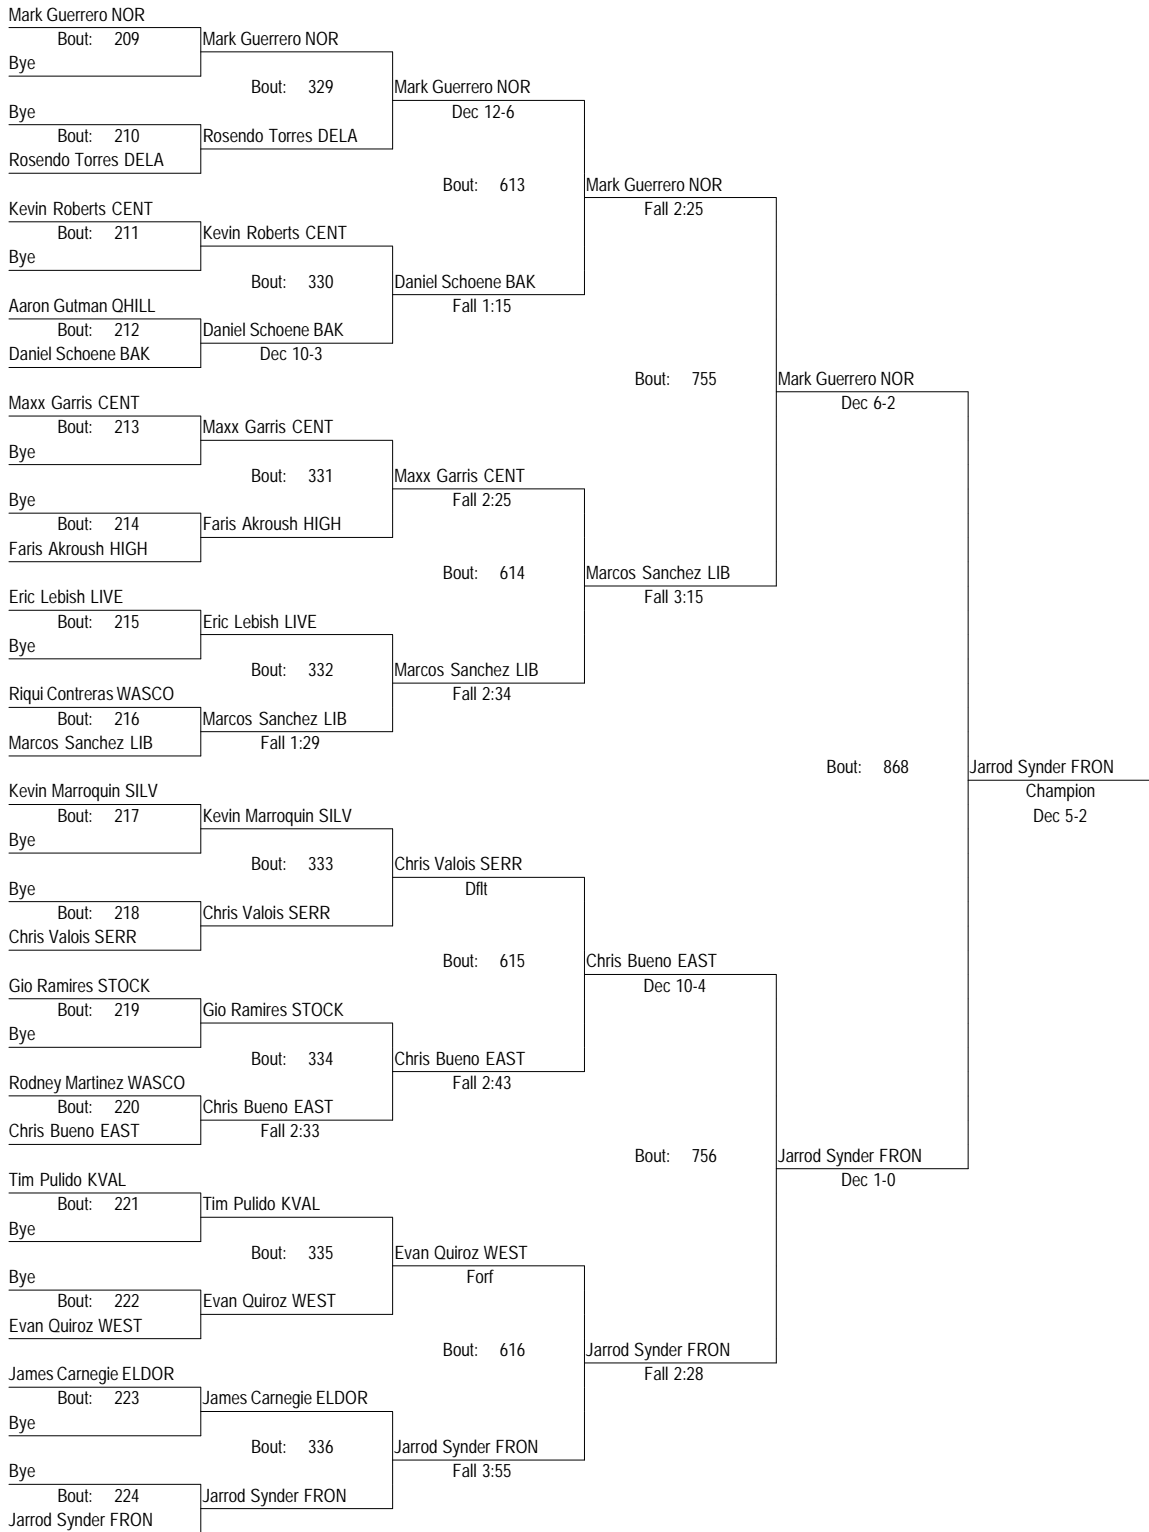 Mark Guerrero NOR
Bout: 209 Mark Guerrero NOR
Bye
Bout: 329 Mark Guerrero NOR
Bye Dec 12-6
Bout: 210 Rosendo Torres DELA
Rosendo Torres DELA
Bout: 613 Mark Guerrero NOR
Kevin Roberts CENT Fall 2:25
Bout: 211 Kevin Roberts CENT
Bye
Bout: 330 Daniel Schoene BAK
Aaron Gutman QHILL Fall 1:15
Bout: 212 Daniel Schoene BAK
Daniel Schoene BAK Dec 10-3
Bout: 755 Mark Guerrero NOR
Maxx Garris CENT Dec 6-2
Bout: 213 Maxx Garris CENT
Bye
Bout: 331 Maxx Garris CENT
Bye Fall 2:25
Bout: 214 Faris Akroush HIGH
Faris Akroush HIGH
Bout: 614 Marcos Sanchez LIB
Eric Lebish LIVE Fall 3:15
Bout: 215 Eric Lebish LIVE
Bye
Bout: 332 Marcos Sanchez LIB
Riqui Contreras WASCO Fall 2:34
Bout: 216 Marcos Sanchez LIB
Marcos Sanchez LIB Fall 1:29
Bout: 868 Jarrod Synder FRON
Kevin Marroquin SILV Champion
Bout: 217 Kevin Marroquin SILV Dec 5-2
Bye
Bout: 333 Chris Valois SERR
Bye Dflt
Bout: 218 Chris Valois SERR
Chris Valois SERR
Bout: 615 Chris Bueno EAST
Gio Ramires STOCK Dec 10-4
Bout: 219 Gio Ramires STOCK
Bye
Bout: 334 Chris Bueno EAST
Rodney Martinez WASCO Fall 2:43
Bout: 220 Chris Bueno EAST
Chris Bueno EAST Fall 2:33
Bout: 756 Jarrod Synder FRON
Tim Pulido KVAL Dec 1-0
Bout: 221 Tim Pulido KVAL
Bye
Bout: 335 Evan Quiroz WEST
Bye Forf
Bout: 222 Evan Quiroz WEST
Evan Quiroz WEST
Bout: 616 Jarrod Synder FRON
James Carnegie ELDOR Fall 2:28
Bout: 223 James Carnegie ELDOR
Bye
Bout: 336 Jarrod Synder FRON
Bye Fall 3:55
Bout: 224 Jarrod Synder FRON
Jarrod Synder FRON